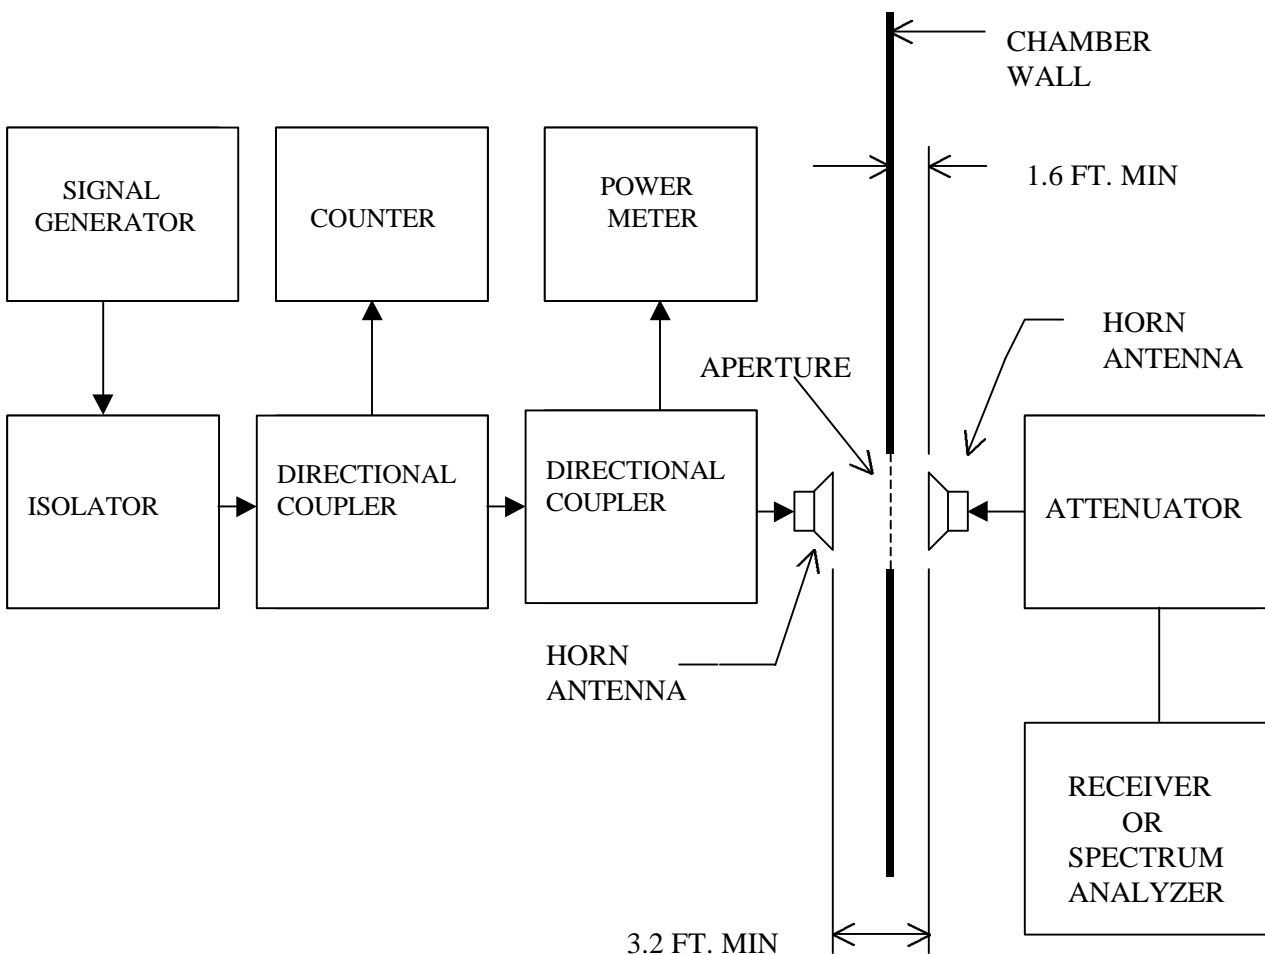 CHAMBER
WALL
1.6 FT. MIN
SIGNAL
GENERATOR
COUNTER
POWER
METER
HORN
ANTENNA
APERTURE
ISOLATOR
DIRECTIONAL
COUPLER
DIRECTIONAL
COUPLER
ATTENUATOR
HORN
ANTENNA
RECEIVER
OR
SPECTRUM
ANALYZER
3.2 FT. MIN